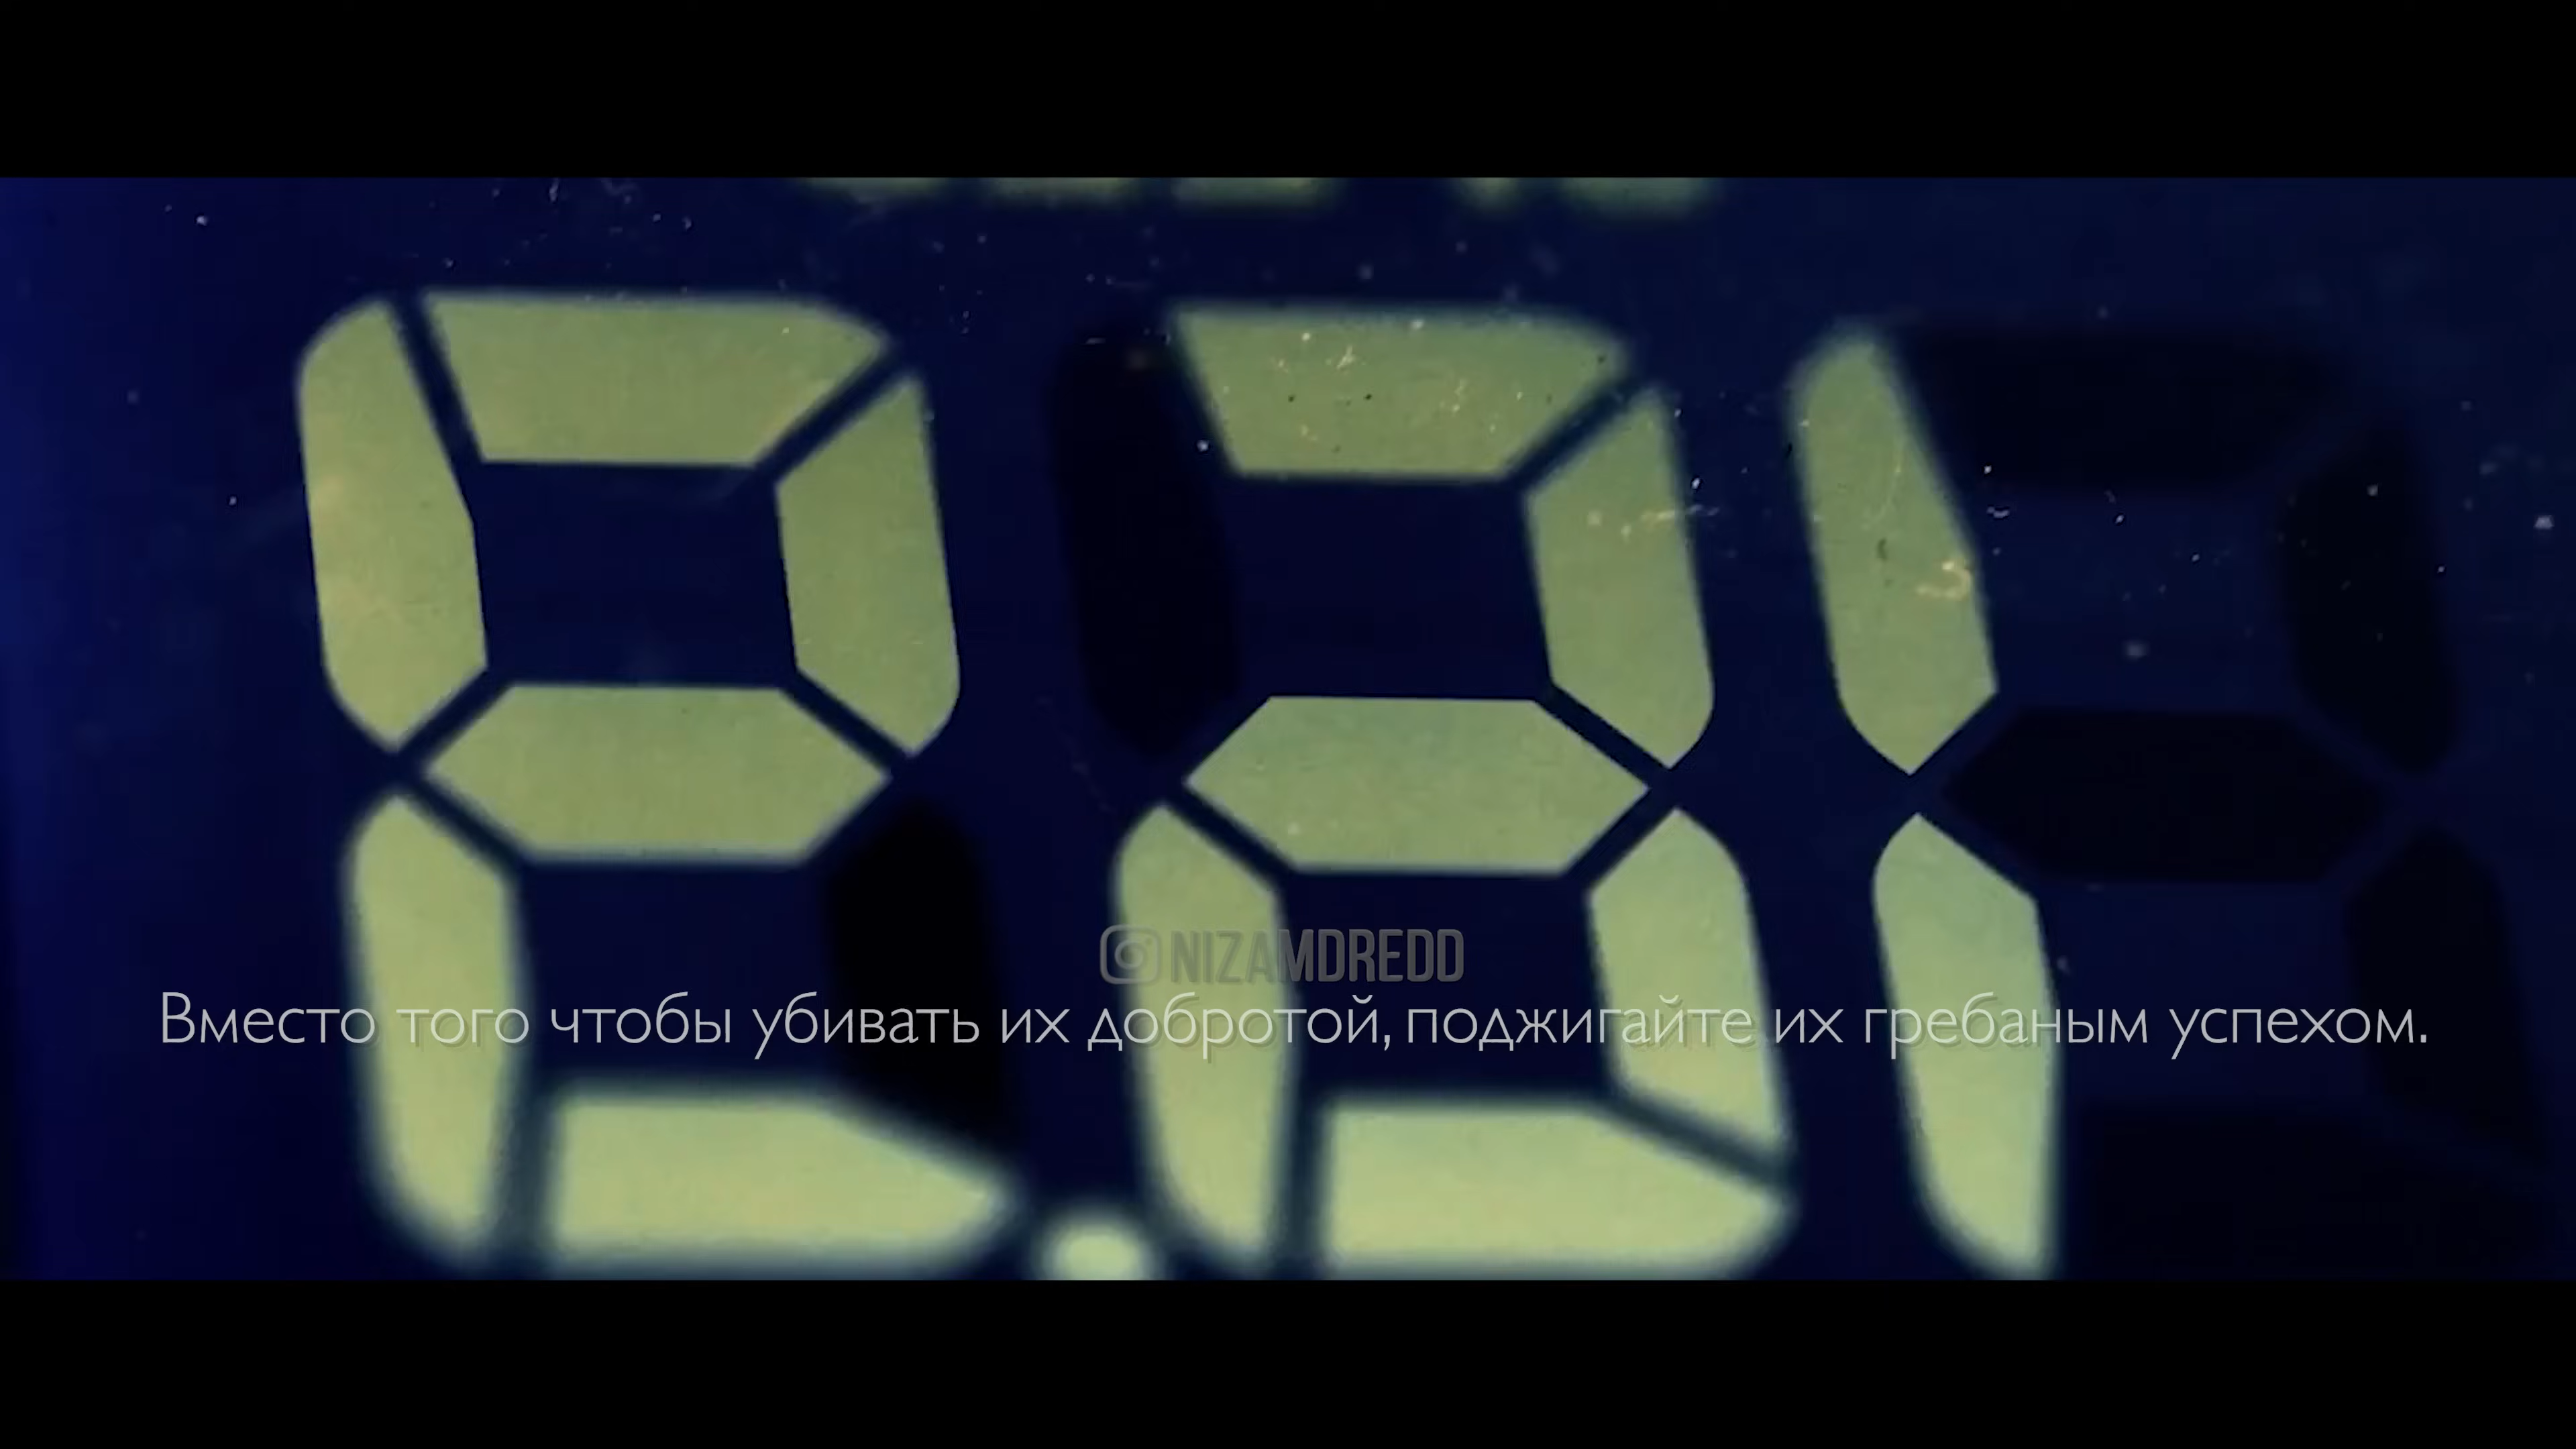 NIZAMDREDD
Вместо того чтобы убивать их добротой, поджигайте их гребаным успехом.